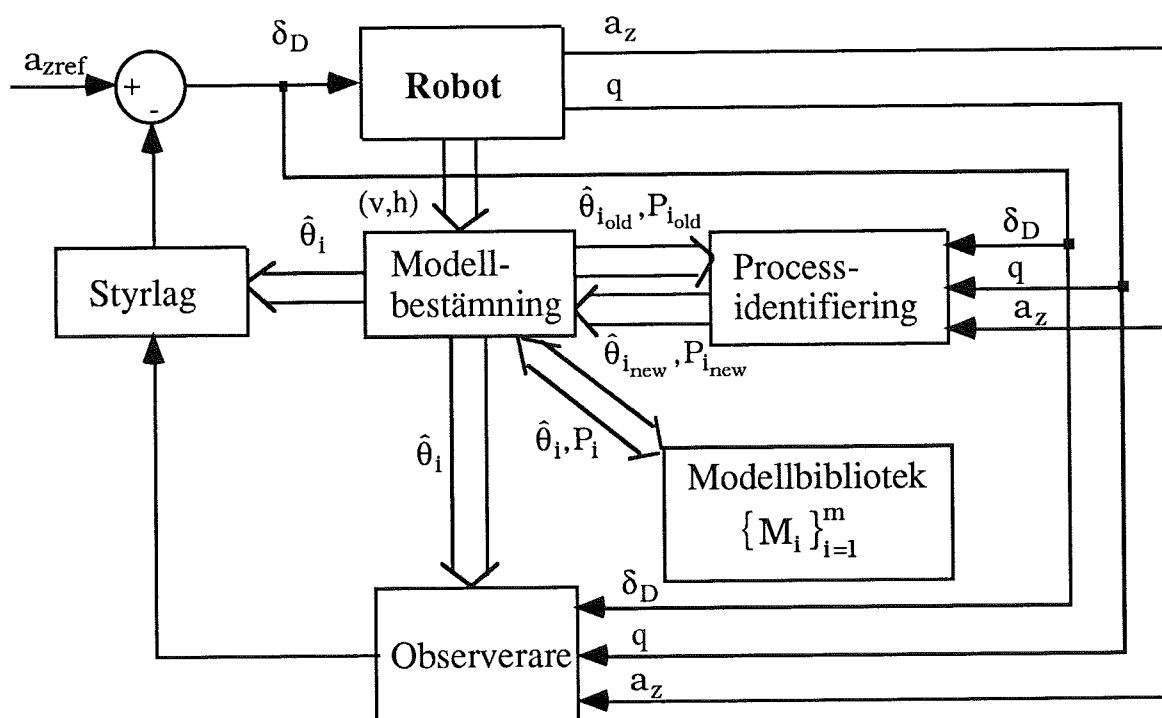 δ_D
a_z
a_zref
+
-
Robot
q
(v,h)
θ̂_i_old, P_i_old
θ̂_i
δ_D
Styrlag
Modell-
bestämning
Process-
identifiering
q
a_z
θ̂_i_new, P_i_new
θ̂_i
θ̂_i, P_i
Modellbibliotek
{M_i}_{i=1}^m
δ_D
Observerare
q
a_z